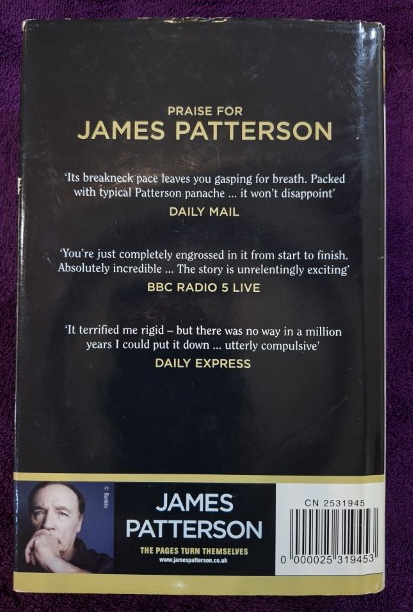 PRAISE FOR
JAMES PATTERSON
‘Its breakneck pace leaves you gasping for breath. Packed
with typical Patterson panache ... it won’t disappoint’
DAILY MAIL
‘You’re just completely engrossed in it from start to finish.
Absolutely incredible ... The story is unrelentingly exciting’
BBC RADIO 5 LIVE
‘It terrified me rigid – but there was no way in a million
years I could put it down ... utterly compulsive’
DAILY EXPRESS
© Rankin
JAMES
PATTERSON
THE PAGES TURN THEMSELVES
www.jamespatterson.co.uk
CN 2531945
0 000025 319453